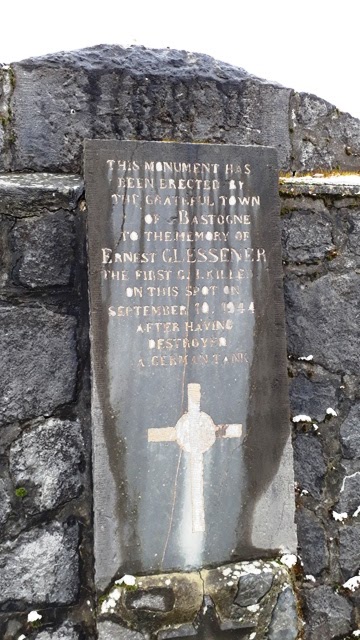 THIS MONUMENT HAS
BEEN ERECTED BY
THE GRATEFUL TOWN
OF BASTOGNE
TO THE MEMORY OF
ERNEST GLESSENER
THE FIRST G.I. KILLED
ON THIS SPOT ON
SEPTEMBER 10, 1944
AFTER HAVING
DESTROYED
A GERMAN TANK